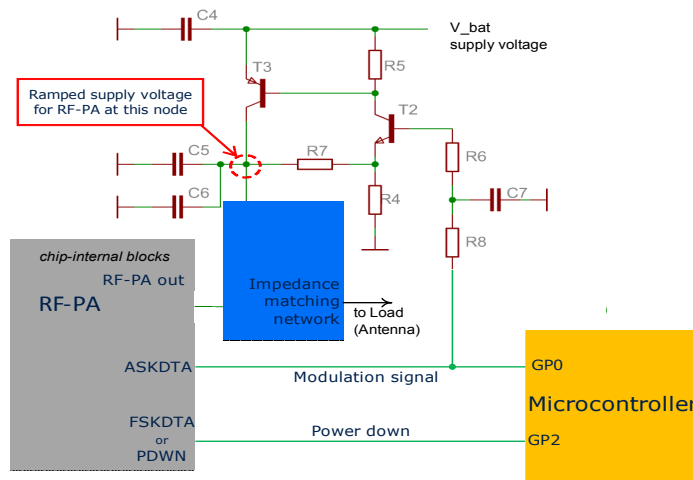 C4
V_bat
supply voltage
T3
R5
Ramped supply voltage
for RF-PA at this node
T2
C5
R7
R6
C6
R4
C7
R8
chip-internal blocks
RF-PA out
RF-PA
Impedance
matching
network
to Load
(Antenna)
ASKDTA
Modulation signal
GP0
Microcontroller
FSKDTA
or
PDWN
Power down
GP2